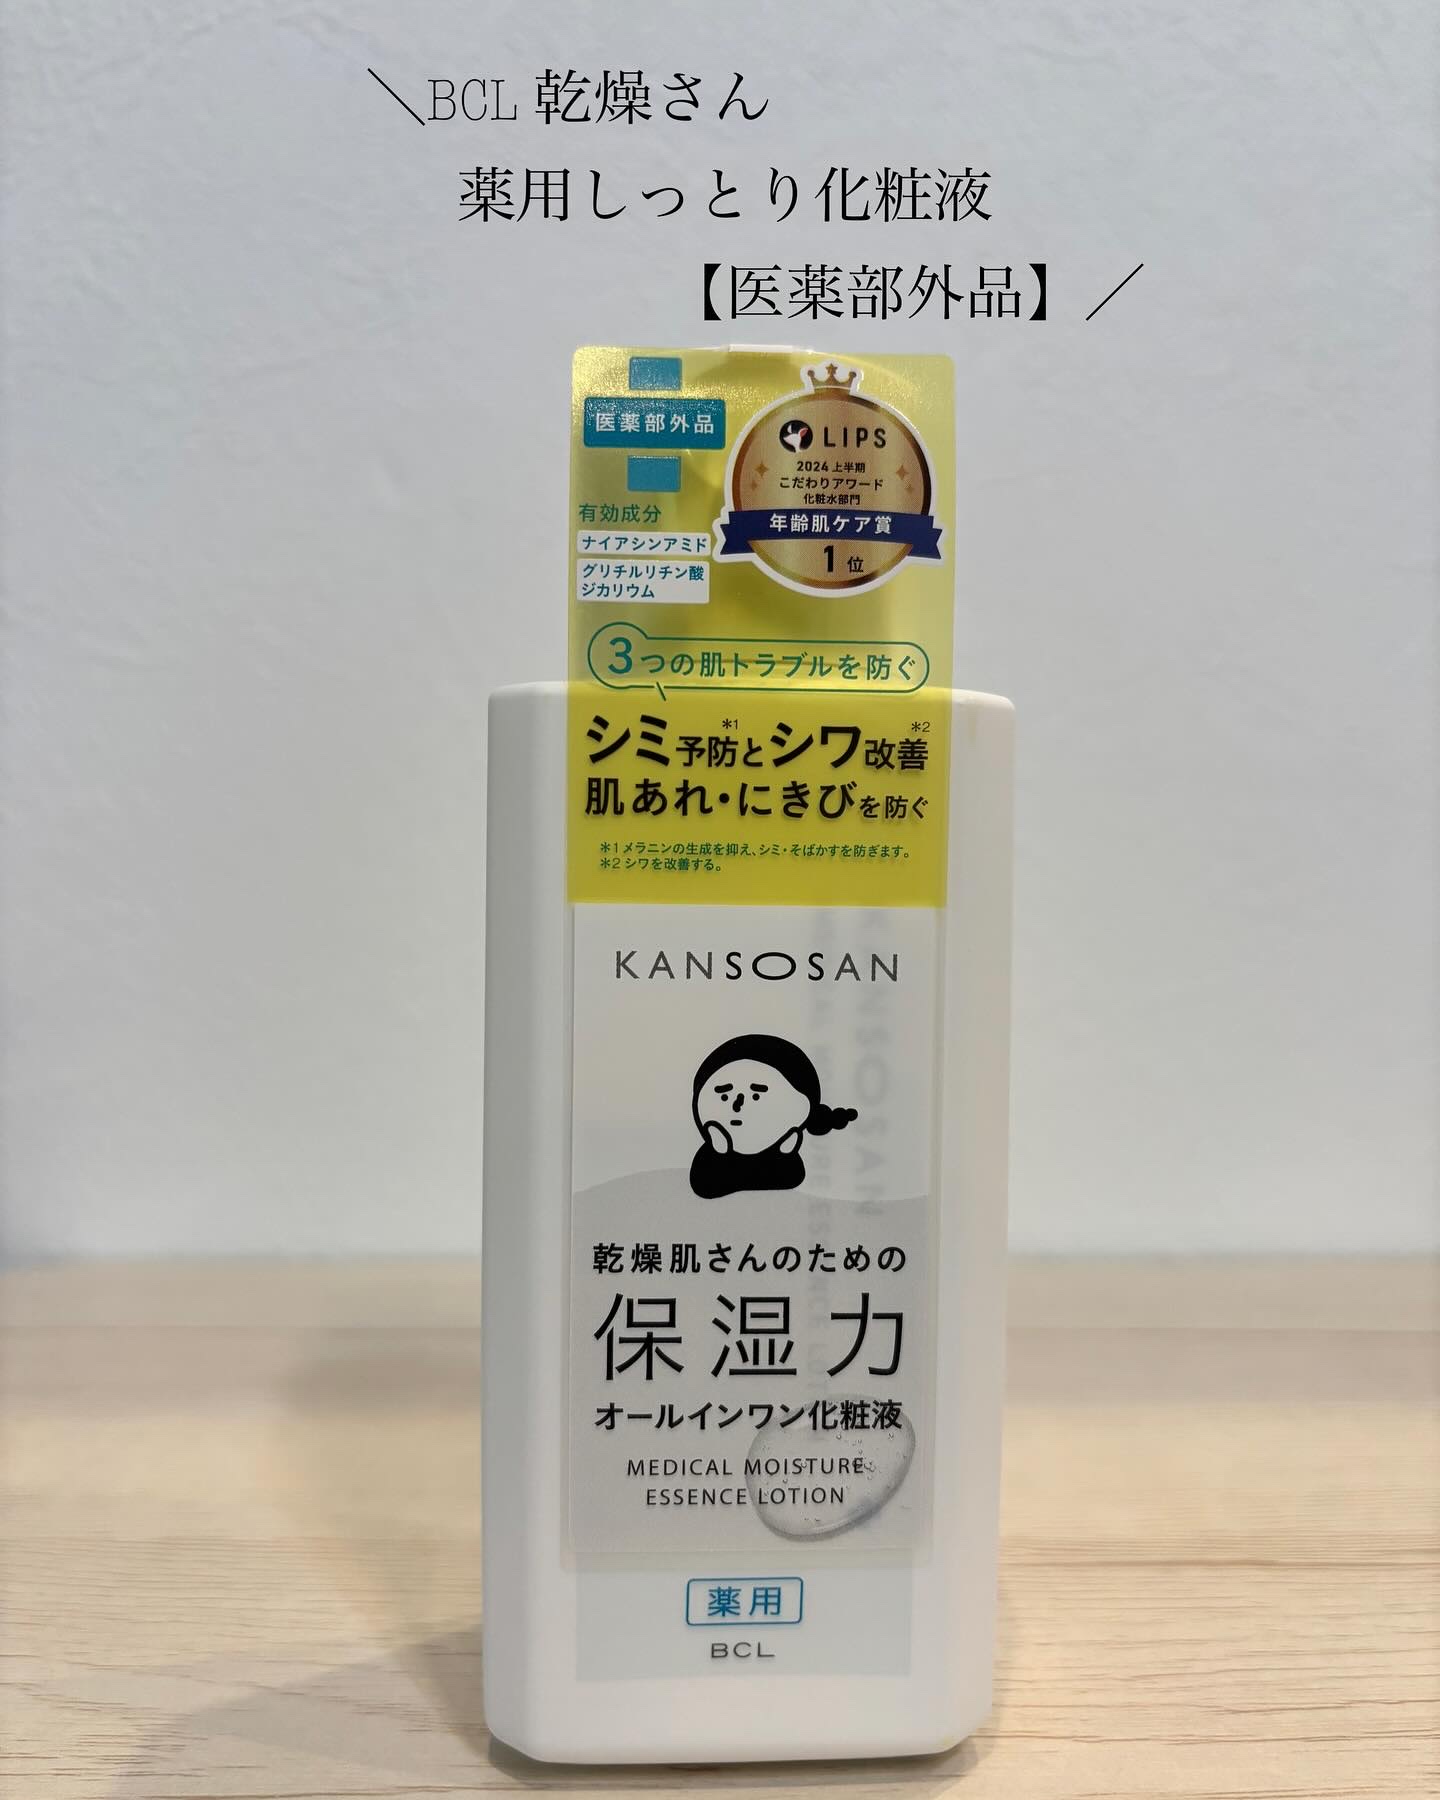 ＼BCL 乾燥さん
薬用しっとり化粧液
【医薬部外品】／
医薬部外品
有効成分
ナイアシンアミド
グリチルリチン酸
ジカリウム
LIPS
2024 上半期
こだわりアワード
化粧水部門
年齢肌ケア賞
1位
3つの肌トラブルを防ぐ
シミ予防*1とシワ改善*2
肌あれ・にきびを防ぐ
*1 メラニンの生成を抑え、シミ・そばかすを防ぎます。
*2 シワを改善する。
KANSOSAN
乾燥肌さんのための
保湿力
オールインワン化粧液
MEDICAL MOISTURE
ESSENCE LOTION
薬用
BCL